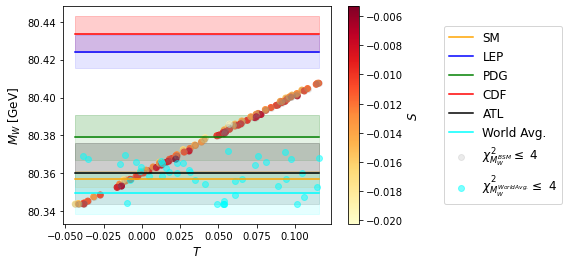 80.44
80.42
80.40
80.38
80.36
80.34
M_W [GeV]
−0.050 −0.025 0.000 0.025 0.050 0.075 0.100
T
−0.006
−0.008
−0.010
−0.012
−0.014
−0.016
−0.018
−0.020
S
SM
LEP
PDG
CDF
ATL
World Avg.
χ²_{M_W^{BSM}} ≤ 4
χ²_{M_W^{WorldAvg.}} ≤ 4